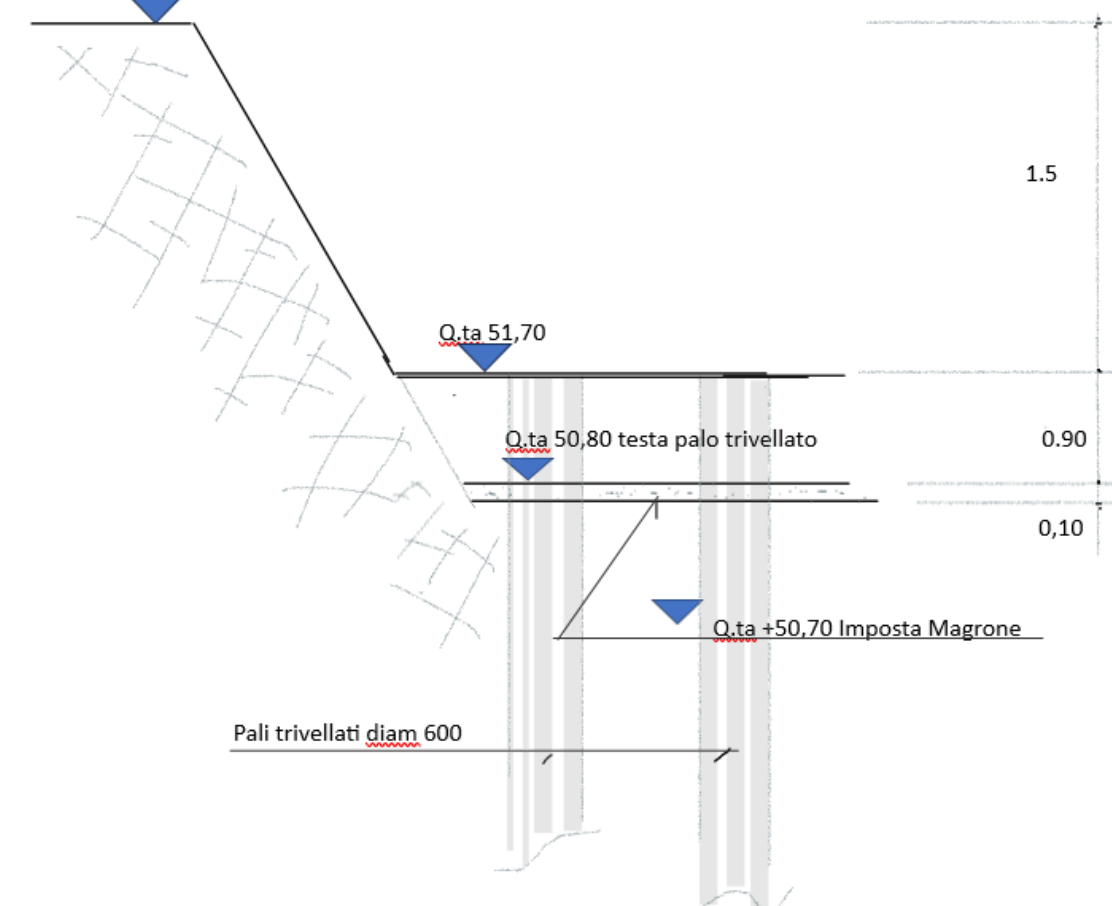 1.5
Q.ta 51,70
Q.ta 50,80 testa palo trivellato
0.90
0,10
Q.ta +50,70 Imposta Magrone
Pali trivellati diam 600